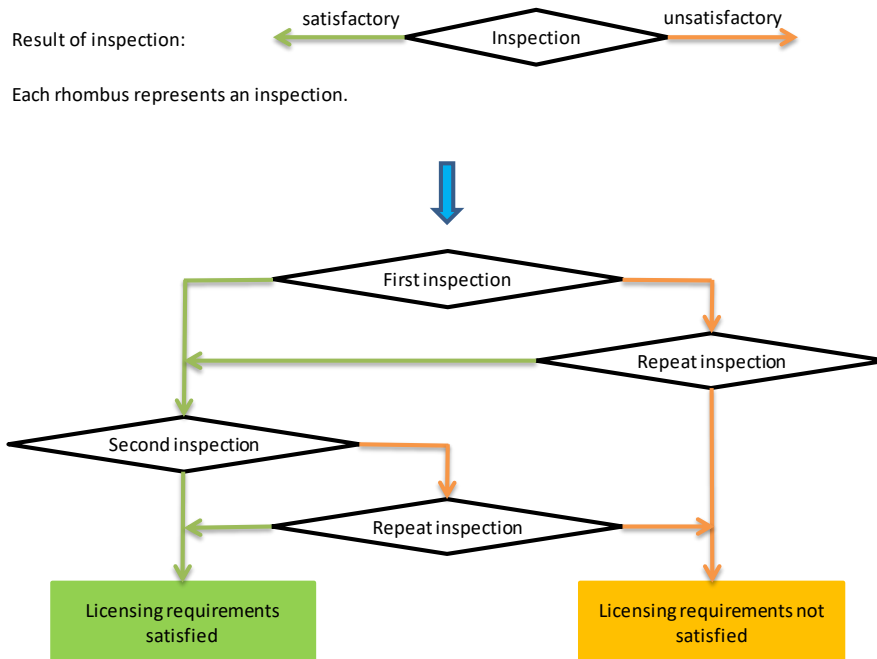 satisfactory
unsatisfactory
Result of inspection:
Inspection
Each rhombus represents an inspection.
First inspection
Repeat inspection
Second inspection
Repeat inspection
Licensing requirements
satisfied
Licensing requirements not
satisfied